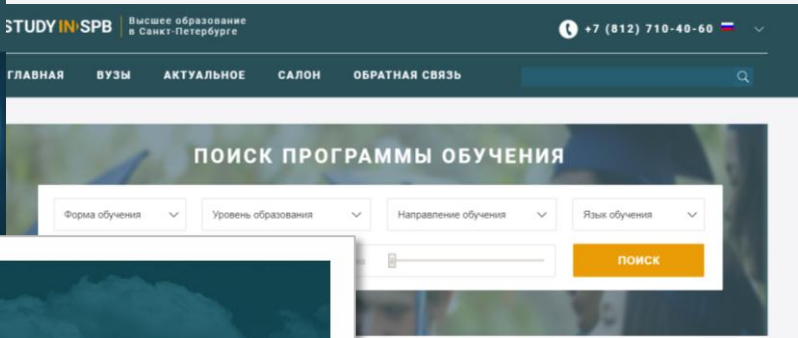 STUDY IN SPB
Высшее образование
в Санкт-Петербурге
+7 (812) 710-40-60
ГЛАВНАЯ ВУЗЫ АКТУАЛЬНОЕ САЛОН ОБРАТНАЯ СВЯЗЬ
ПОИСК ПРОГРАММЫ ОБУЧЕНИЯ
Форма обучения Уровень образования Направление обучения Язык обучения
ПОИСК